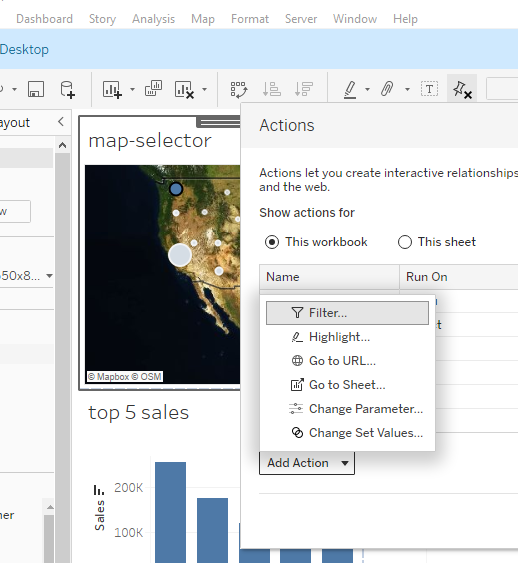 Dashboard Story Analysis Map Format Server Window Help
Desktop
ayout
map-selector
© Mapbox © OSM
top 5 sales
Sales
200K
100K
Actions
Actions let you create interactive relationships
and the web.
Show actions for
This workbook This sheet
Name Run On
Filter...
Highlight...
Go to URL...
Go to Sheet...
Change Parameter...
Change Set Values...
Add Action